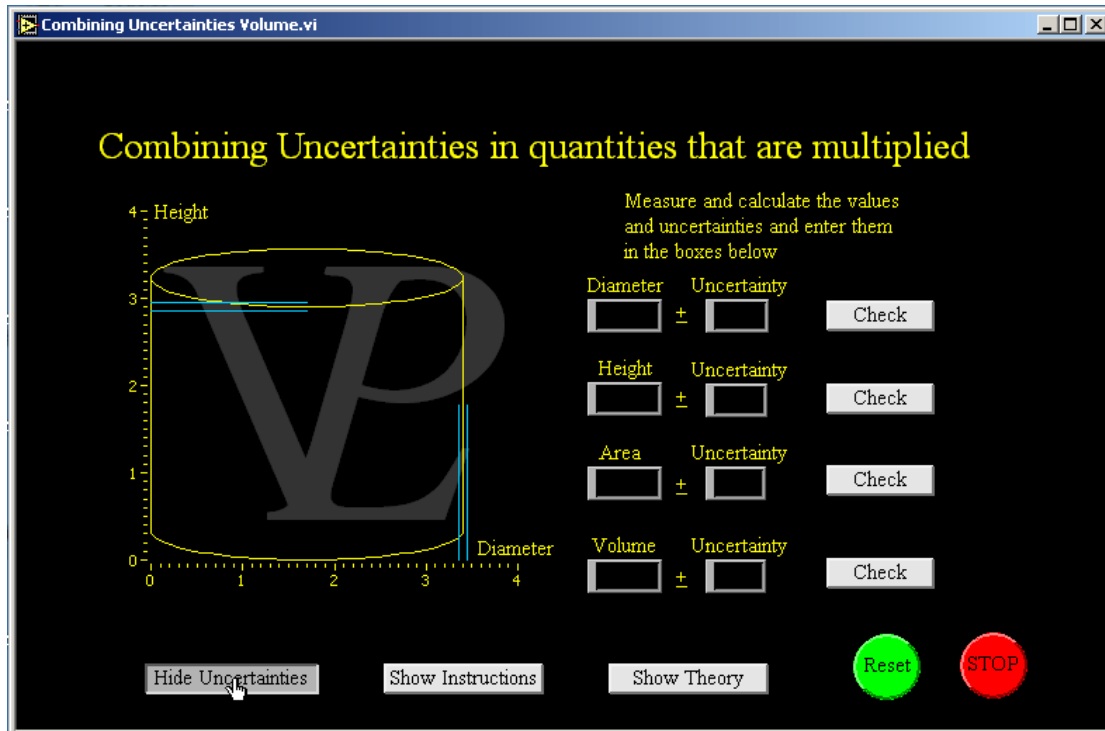 Combining Uncertainties Volume.vi
Combining Uncertainties in quantities that are multiplied
Measure and calculate the values
and uncertainties and enter them
in the boxes below
4 Height
3
2
1
0
0 1 2 3 4
Diameter
Diameter Uncertainty
± Check
Height Uncertainty
± Check
Area Uncertainty
± Check
Volume Uncertainty
± Check
VP
Hide Uncertainties Show Instructions Show Theory Reset STOP